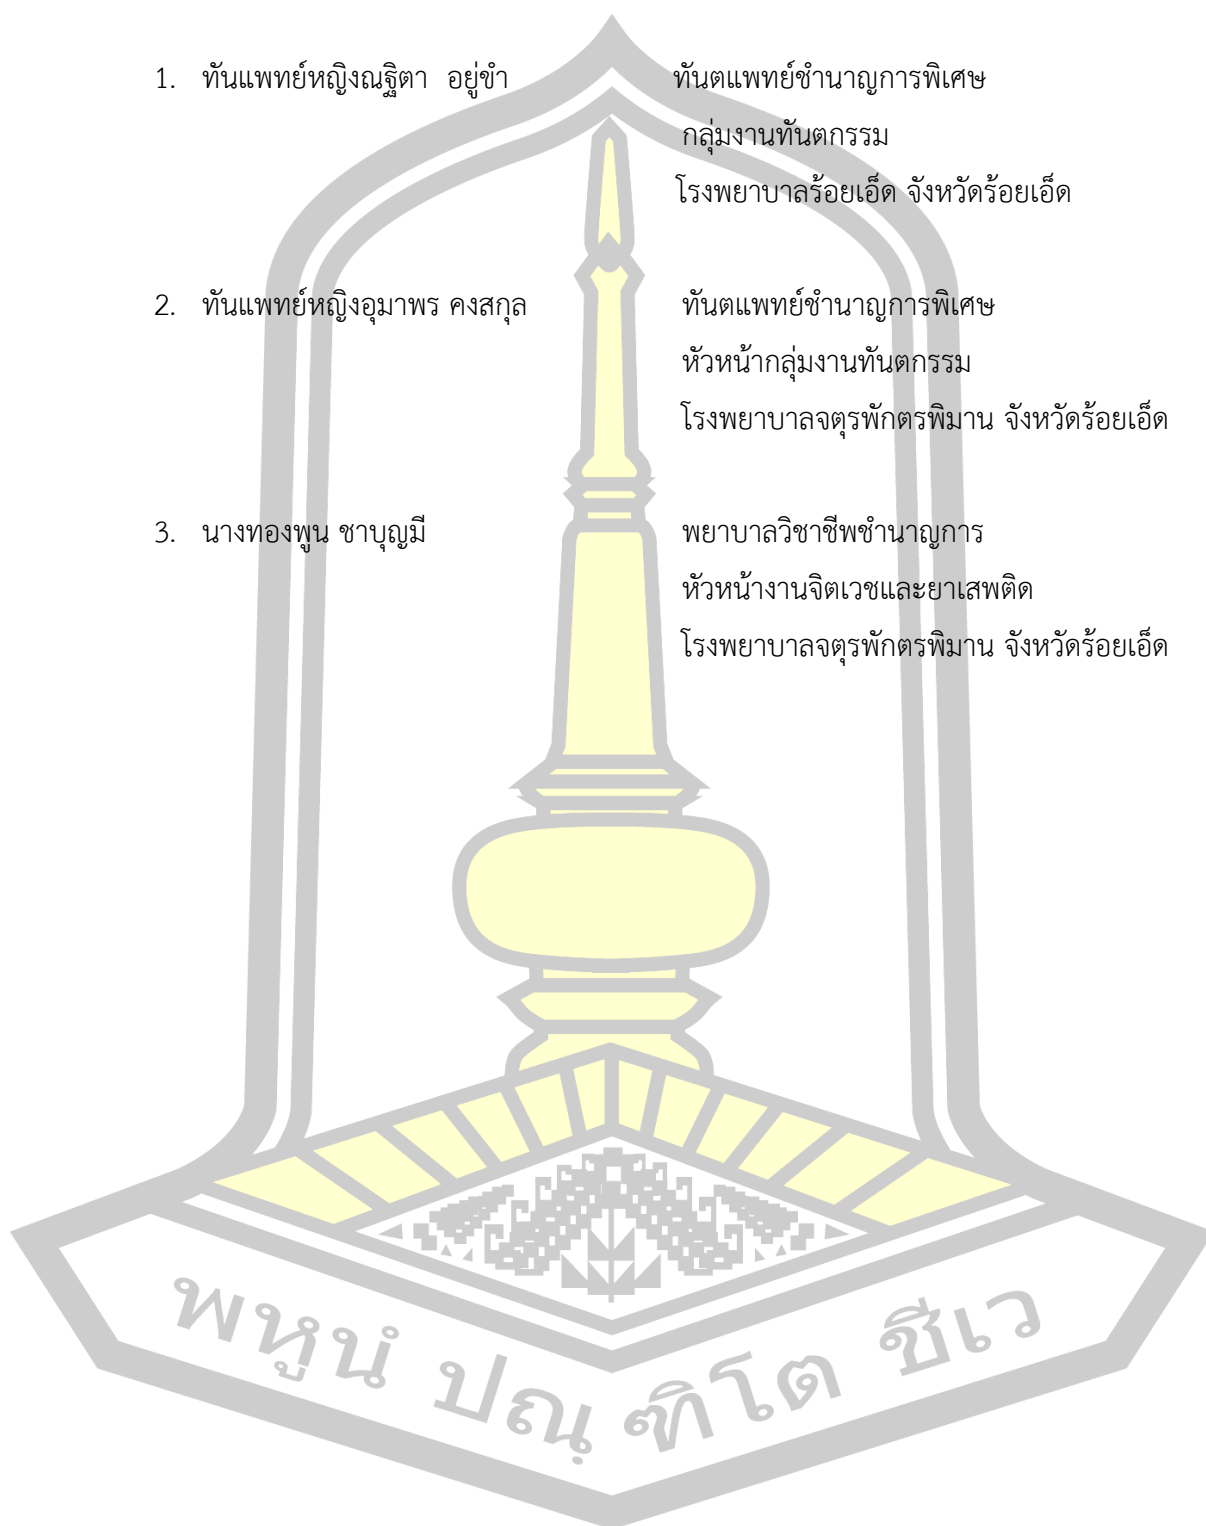 1. ทันแพทย์หญิงณฐิตา อยู่ขำ ทันตแพทย์ชำนาญการพิเศษ
กลุ่มงานทันตกรรม
โรงพยาบาลร้อยเอ็ด จังหวัดร้อยเอ็ด
2. ทันแพทย์หญิงอุมาพร คงสกุล ทันตแพทย์ชำนาญการพิเศษ
หัวหน้ากลุ่มงานทันตกรรม
โรงพยาบาลจตุรพักตรพิมาน จังหวัดร้อยเอ็ด
3. นางทองพูน ชาบุญมี พยาบาลวิชาชีพชำนาญการ
หัวหน้างานจิตเวชและยาเสพติด
โรงพยาบาลจตุรพักตรพิมาน จังหวัดร้อยเอ็ด
พหูนํ ปณฺฑิโต ชีเว